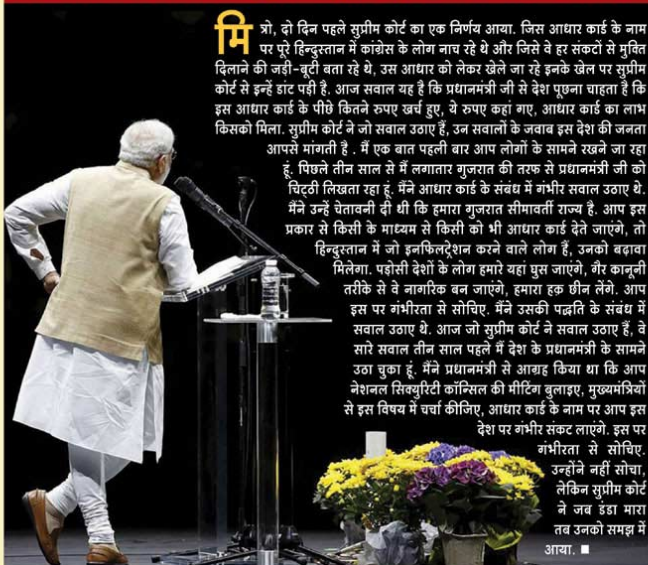 मित्रो, दो दिन पहले सुप्रीम कोर्ट का एक निर्णय आया. जिस आधार कार्ड के नाम
पर पूरे हिन्दुस्तान में कांग्रेस के लोग नाच रहे थे और जिसे वे हर संकटों से मुक्ति
दिलाने की जड़ी-बूटी बता रहे थे, उस आधार को लेकर खेले जा रहे इनके खेल पर सुप्रीम
कोर्ट से इन्हें डांट पड़ी है. आज सवाल यह है कि प्रधानमंत्री जी से देश पूछना चाहता है कि
इस आधार कार्ड के पीछे कितने रुपए खर्च हुए, ये रुपए कहां गए, आधार कार्ड का लाभ
किसको मिला. सुप्रीम कोर्ट ने जो सवाल उठाए हैं, उन सवालों के जवाब इस देश की जनता
आपसे मांगती है . मैं एक बात पहली बार आप लोगों के सामने रखने जा रहा
हूं. पिछले तीन साल से मैं लगातार गुजरात की तरफ से प्रधानमंत्री जी को
चिट्ठी लिखता रहा हूं. मैंने आधार कार्ड के संबंध में गंभीर सवाल उठाए थे.
मैंने उन्हें चेतावनी दी थी कि हमारा गुजरात सीमावर्ती राज्य है. आप इस
प्रकार से किसी के माध्यम से किसी को भी आधार कार्ड देते जाएंगे, तो
हिन्दुस्तान में जो इनफिलट्रेशन करने वाले लोग हैं, उनको बढ़ावा
मिलेगा. पड़ोसी देशों के लोग हमारे यहां घुस जाएंगे, गैर कानूनी
तरीके से वे नागरिक बन जाएंगे, हमारा हक़ छीन लेंगे. आप
इस पर गंभीरता से सोचिए. मैंने उसकी पद्धति के संबंध में
सवाल उठाए थे. आज जो सुप्रीम कोर्ट ने सवाल उठाए हैं, वे
सारे सवाल तीन साल पहले मैं देश के प्रधानमंत्री के सामने
उठा चुका हूं. मैंने प्रधानमंत्री से आग्रह किया था कि आप
नेशनल सिक्युरिटी कॉन्सिल की मीटिंग बुलाइए, मुख्यमंत्रियों
से इस विषय में चर्चा कीजिए, आधार कार्ड के नाम पर आप इस
देश पर गंभीर संकट लाएंगे. इस पर
गंभीरता से सोचिए.
उन्होंने नहीं सोचा,
लेकिन सुप्रीम कोर्ट
ने जब डंडा मारा
तब उनको समझ में
आया. ■